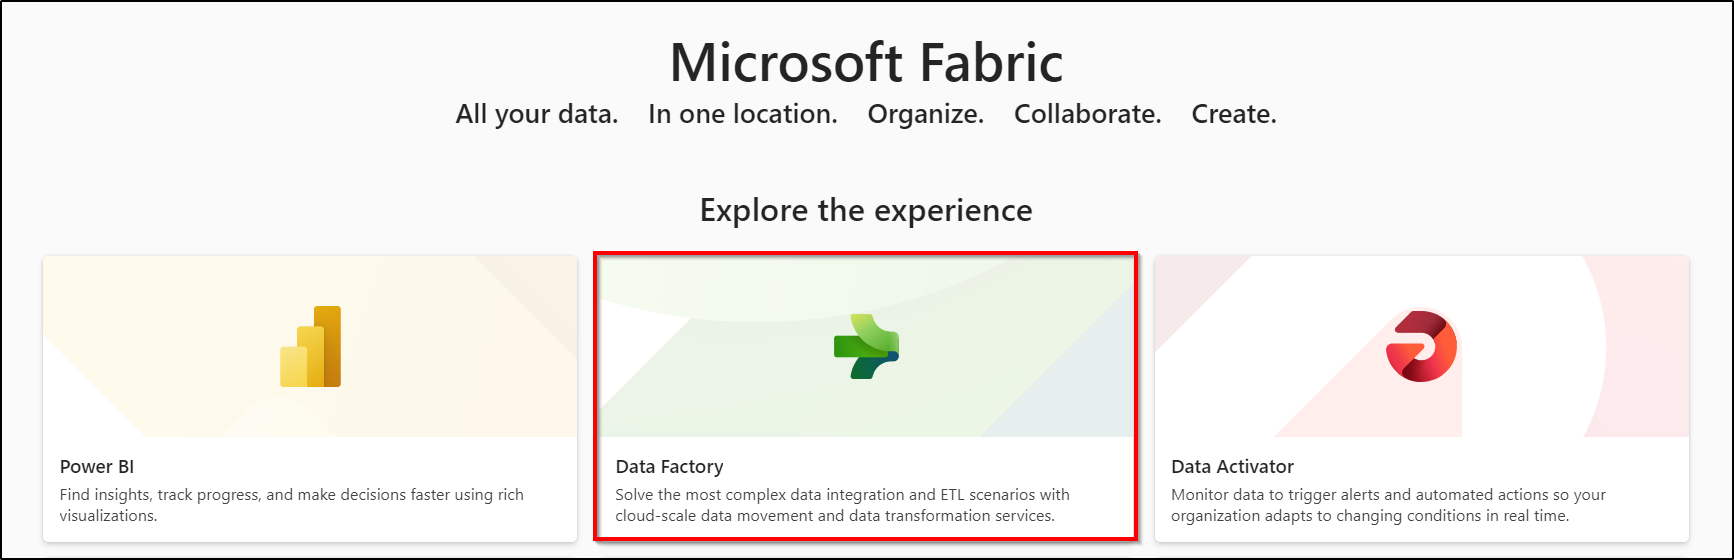 Microsoft Fabric
All your data. In one location. Organize. Collaborate. Create.
Explore the experience
Power BI
Find insights, track progress, and make decisions faster using rich
visualizations.
Data Factory
Solve the most complex data integration and ETL scenarios with
cloud-scale data movement and data transformation services.
Data Activator
Monitor data to trigger alerts and automated actions so your
organization adapts to changing conditions in real time.